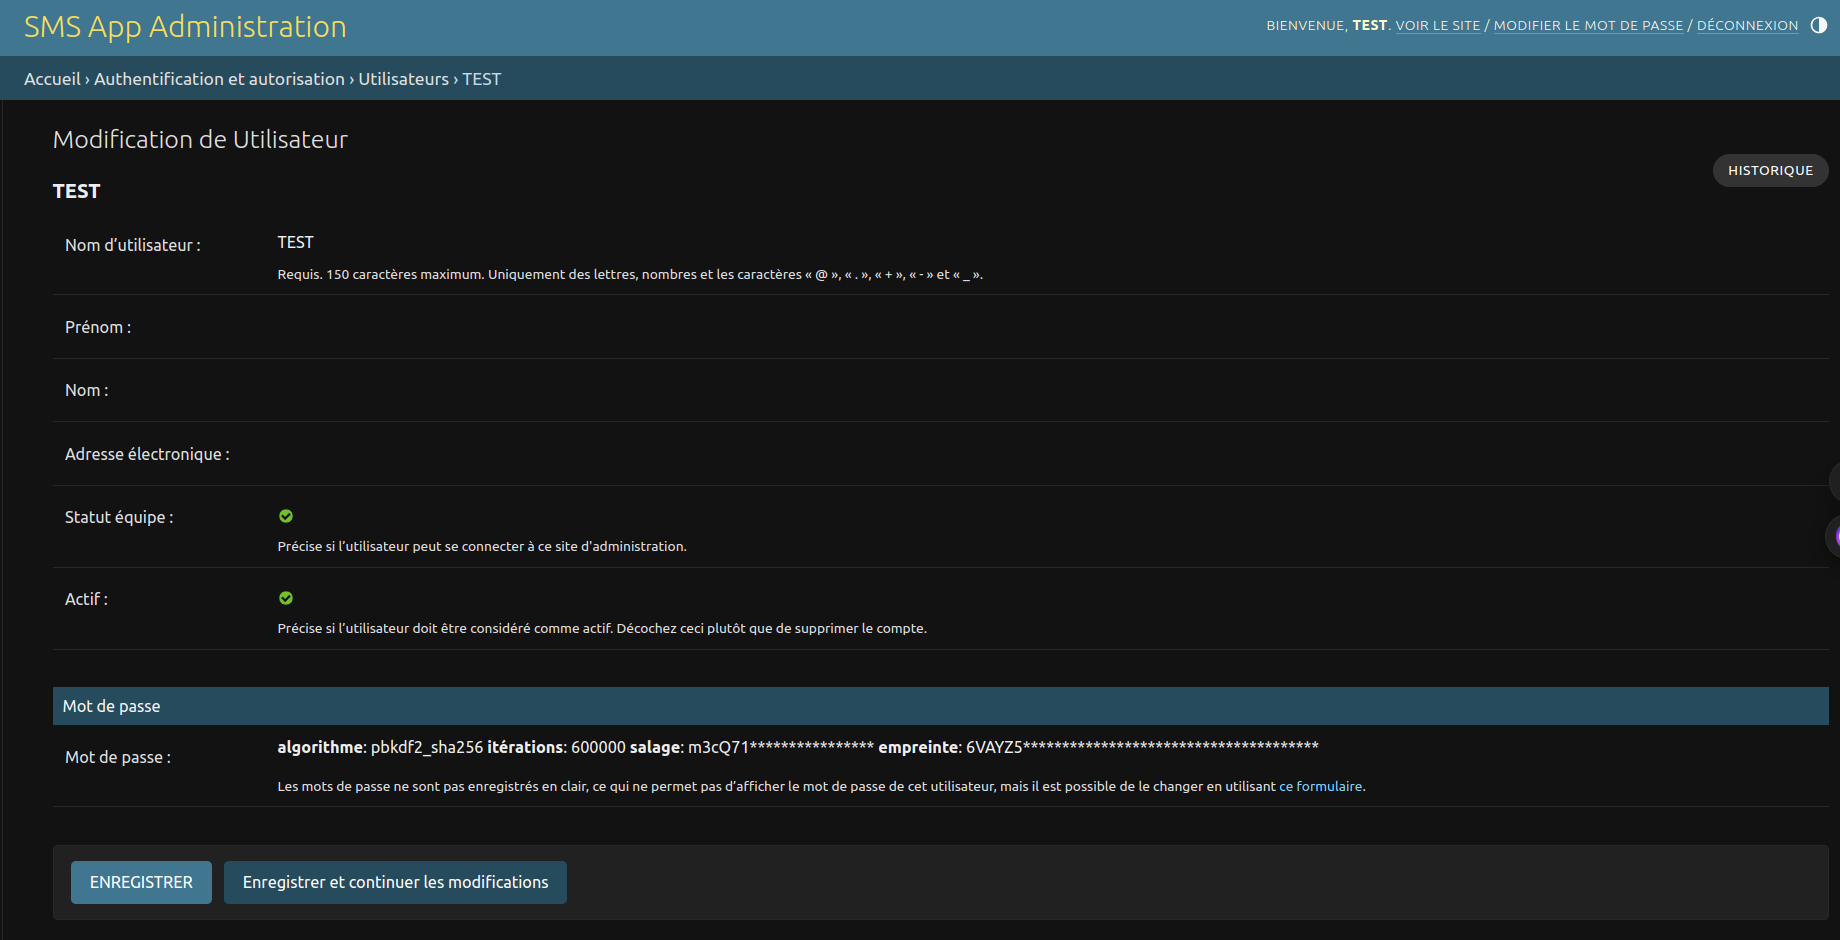 SMS App Administration
BIENVENUE, TEST. VOIR LE SITE / MODIFIER LE MOT DE PASSE / DÉCONNEXION
Accueil › Authentification et autorisation › Utilisateurs › TEST
Modification de Utilisateur
HISTORIQUE
TEST
Nom d’utilisateur :
TEST
Requis. 150 caractères maximum. Uniquement des lettres, nombres et les caractères « @ », « . », « + », « - » et « _ ».
Prénom :
Nom :
Adresse électronique :
Statut équipe :
Précise si l’utilisateur peut se connecter à ce site d'administration.
Actif :
Précise si l’utilisateur doit être considéré comme actif. Décochez ceci plutôt que de supprimer le compte.
Mot de passe
Mot de passe :
algorithme: pbkdf2_sha256 itérations: 600000 salage: m3cQ71**************** empreinte: 6VAYZ5**************************************
Les mots de passe ne sont pas enregistrés en clair, ce qui ne permet pas d’afficher le mot de passe de cet utilisateur, mais il est possible de le changer en utilisant ce formulaire.
ENREGISTRER
Enregistrer et continuer les modifications